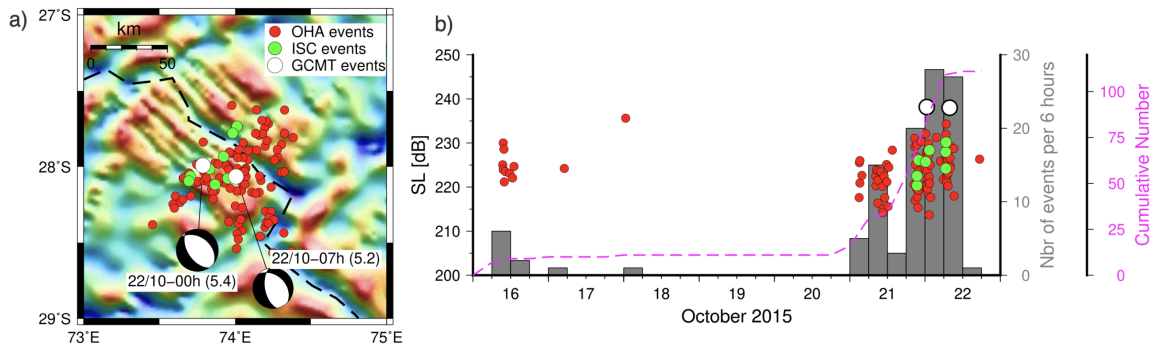 a)
27°S
28°S
29°S
73°E
74°E
75°E
km
0
50
OHA events
ISC events
GCMT events
22/10−07h (5.2)
22/10−00h (5.4)
b)
250
240
230
220
210
200
SL [dB]
30
20
10
0
Nbr of events per 6 hours
100
75
50
25
0
Cumulative Number
16
17
18
19
20
21
22
October 2015